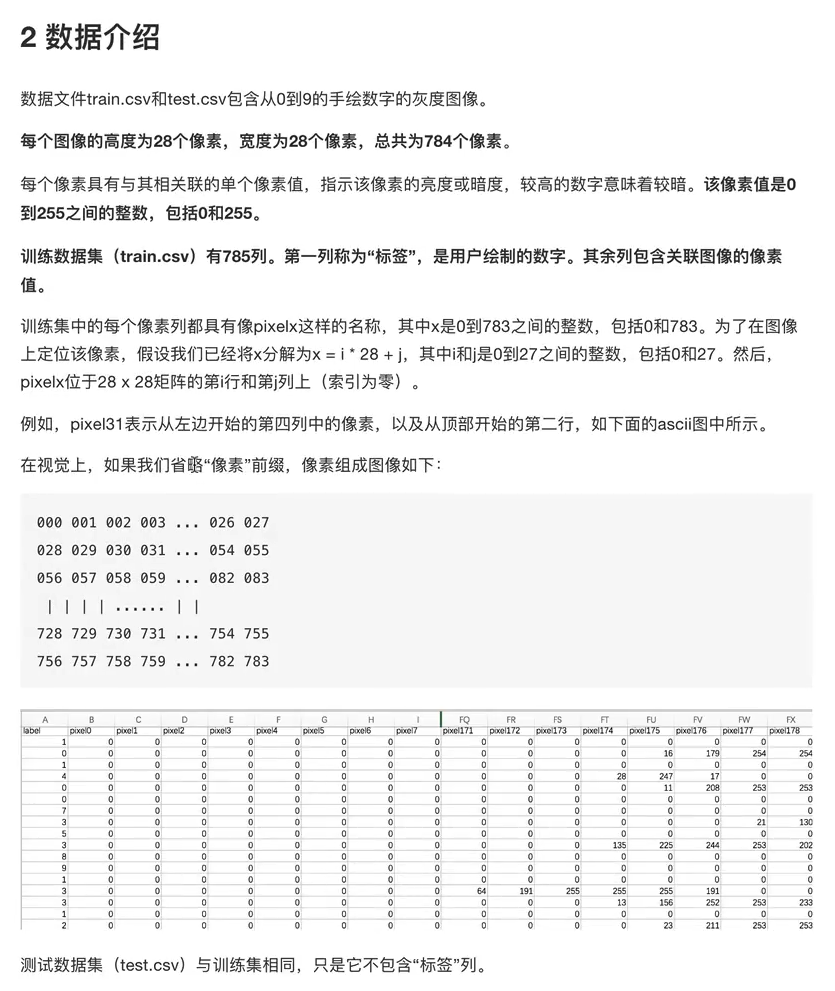 2 数据介绍
数据文件train.csv和test.csv包含从0到9的手绘数字的灰度图像。
每个图像的高度为28个像素，宽度为28个像素，总共为784个像素。
每个像素具有与其相关联的单个像素值，指示该像素的亮度或暗度，较高的数字意味着较暗。该像素值是0
到255之间的整数，包括0和255。
训练数据集（train.csv）有785列。第一列称为“标签”，是用户绘制的数字。其余列包含关联图像的像素
值。
训练集中的每个像素列都具有像pixelx这样的名称，其中x是0到783之间的整数，包括0和783。为了在图像
上定位该像素，假设我们已经将x分解为x = i * 28 + j，其中i和j是0到27之间的整数，包括0和27。然后，
pixelx位于28 x 28矩阵的第i行和第j列上（索引为零）。
例如，pixel31表示从左边开始的第四列中的像素，以及从顶部开始的第二行，如下面的ascii图中所示。
在视觉上，如果我们省略“像素”前缀，像素组成图像如下：
000 001 002 003 ... 026 027
028 029 030 031 ... 054 055
056 057 058 059 ... 082 083
| | | | ...... | |
728 729 730 731 ... 754 755
756 757 758 759 ... 782 783
A B C D E F G H I FQ FR FS FT FU FV FW FX
label pixel0 pixel1 pixel2 pixel3 pixel4 pixel5 pixel6 pixel7 pixel171 pixel172 pixel173 pixel174 pixel175 pixel176 pixel177 pixel178
1 0 0 0 0 0 0 0 0 0 0 0 0 0 0 0 0
0 0 0 0 0 0 0 0 0 0 0 0 0 16 179 254 254
1 0 0 0 0 0 0 0 0 0 0 0 0 0 0 0 0
4 0 0 0 0 0 0 0 0 0 0 0 28 247 17 0 0
0 0 0 0 0 0 0 0 0 0 0 0 0 11 208 253 253
0 0 0 0 0 0 0 0 0 0 0 0 0 0 0 0 0
7 0 0 0 0 0 0 0 0 0 0 0 0 0 0 0 0
3 0 0 0 0 0 0 0 0 0 0 0 0 0 0 21 130
5 0 0 0 0 0 0 0 0 0 0 0 0 0 0 0 0
3 0 0 0 0 0 0 0 0 0 0 0 135 225 244 253 202
8 0 0 0 0 0 0 0 0 0 0 0 0 0 0 0 0
9 0 0 0 0 0 0 0 0 0 0 0 0 0 0 0 0
1 0 0 0 0 0 0 0 0 0 0 0 0 0 0 0 0
3 0 0 0 0 0 0 0 0 64 191 255 255 255 191 0 0
3 0 0 0 0 0 0 0 0 0 0 0 13 156 252 253 233
1 0 0 0 0 0 0 0 0 0 0 0 0 0 0 0 0
2 0 0 0 0 0 0 0 0 0 0 0 0 23 211 253 253
测试数据集（test.csv）与训练集相同，只是它不包含“标签”列。